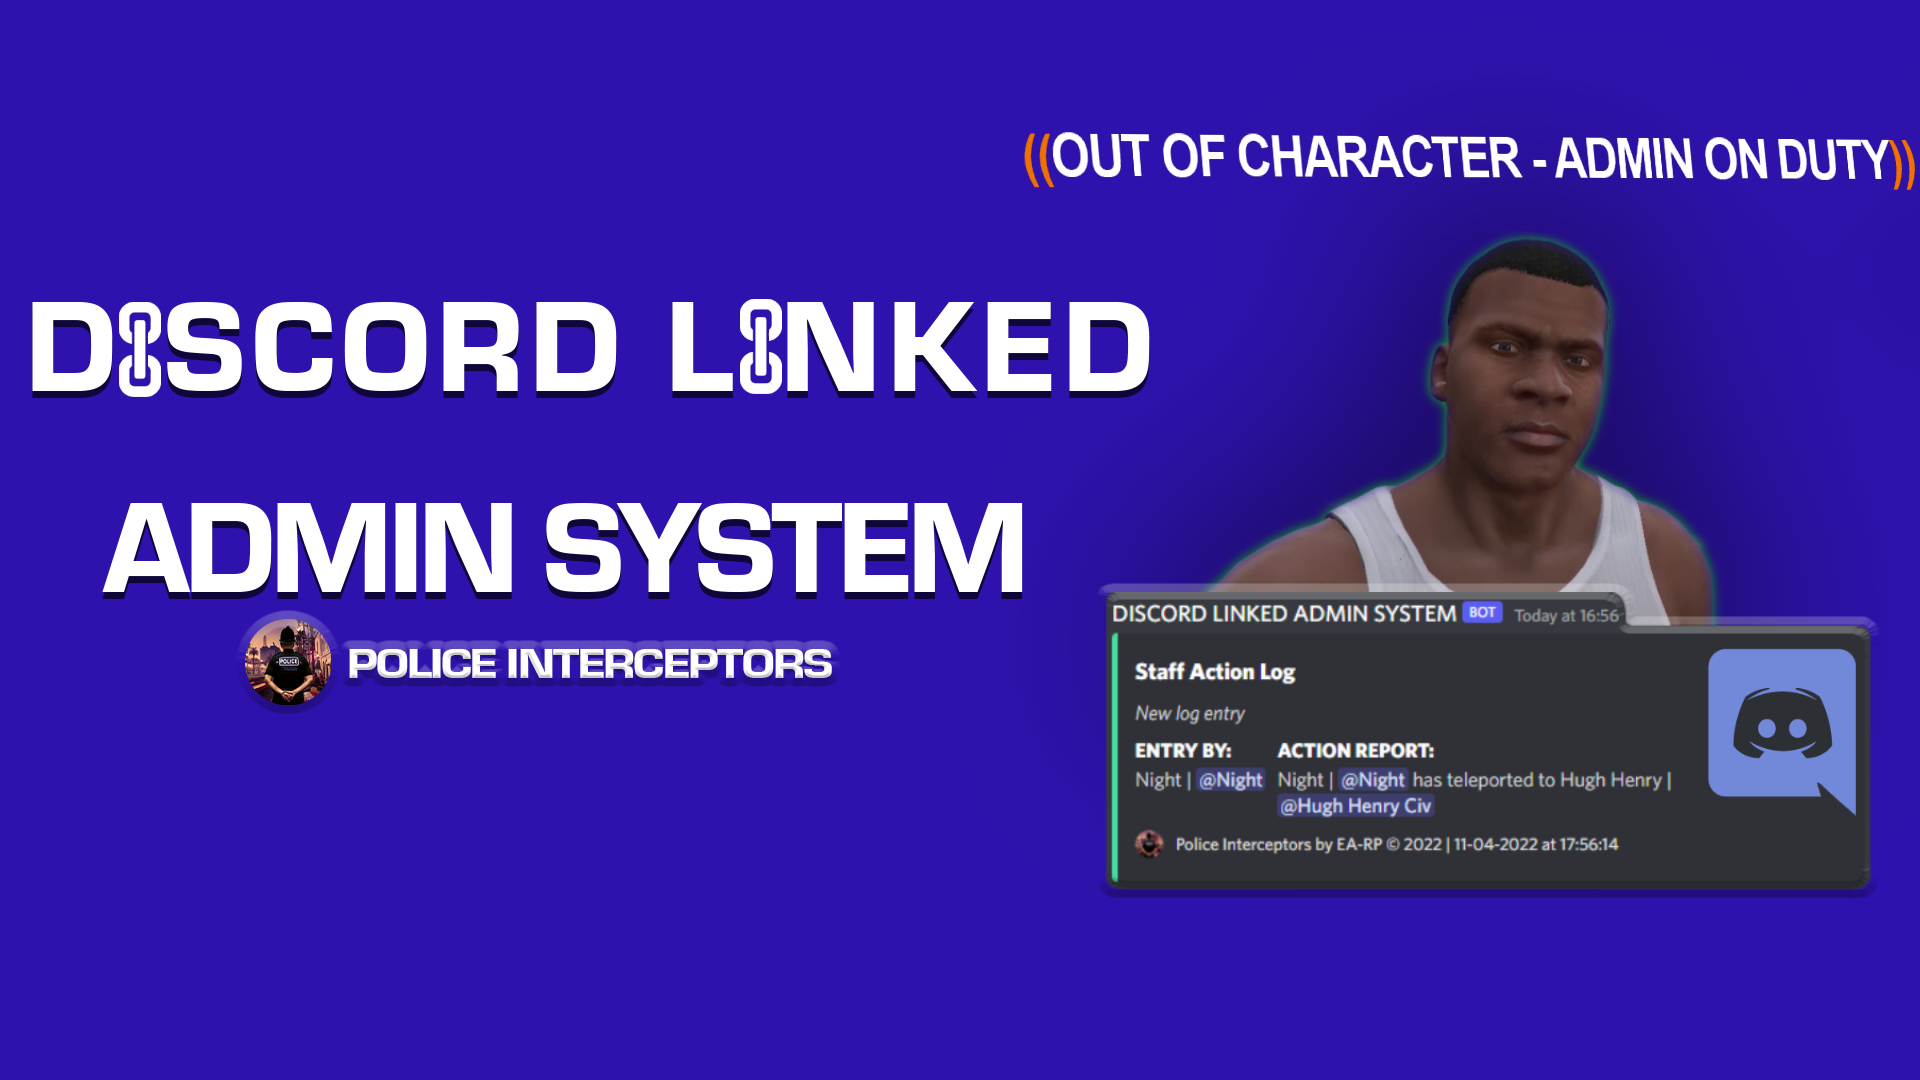 ((OUT OF CHARACTER - ADMIN ON DUTY))
DISCORD LINKED
ADMIN SYSTEM
POLICE INTERCEPTORS
POLICE
DISCORD LINKED ADMIN SYSTEM BOT Today at 16:56
Staff Action Log
New log entry
ENTRY BY: ACTION REPORT:
Night | @Night Night | @Night has teleported to Hugh Henry |
@Hugh Henry Civ
Police Interceptors by EA-RP © 2022 | 11-04-2022 at 17:56:14